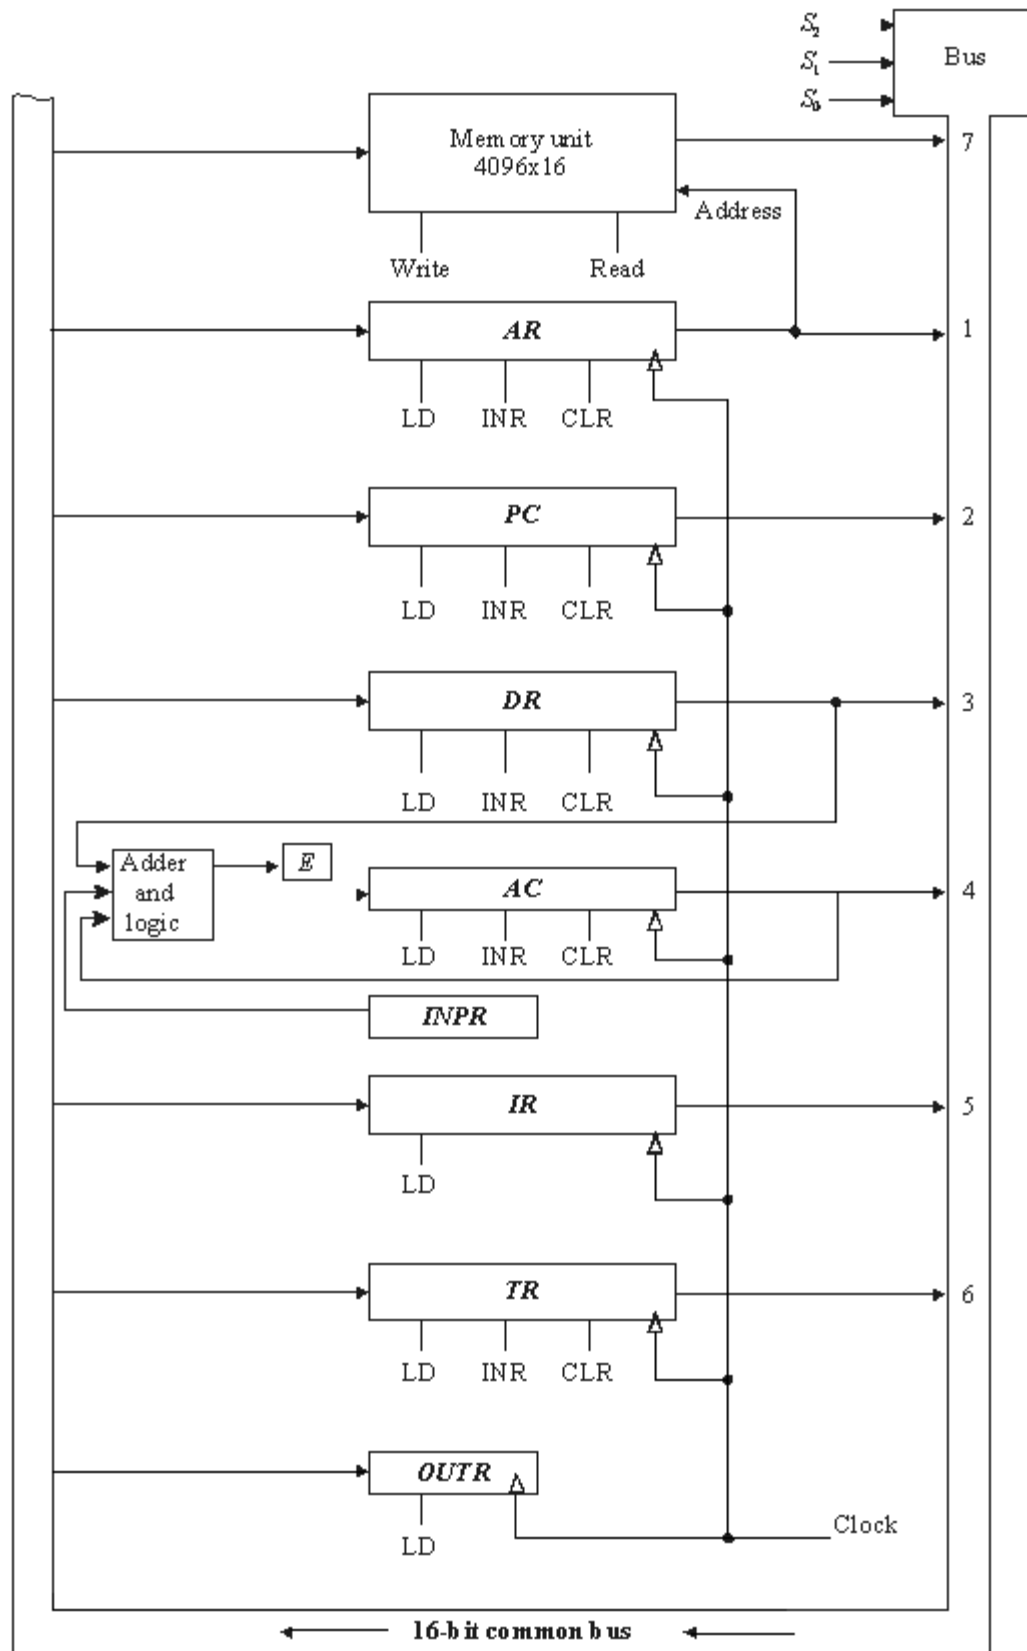 S₂
S₁
Bus
S₀
Memory unit
4096x16
7
Address
Write Read
AR
1
LD INR CLR
PC
2
LD INR CLR
DR
3
LD INR CLR
Adder
and
logic
E
AC
4
LD INR CLR
INPR
IR
5
LD
TR
6
LD INR CLR
OUTR
LD
Clock
16-bit common bus